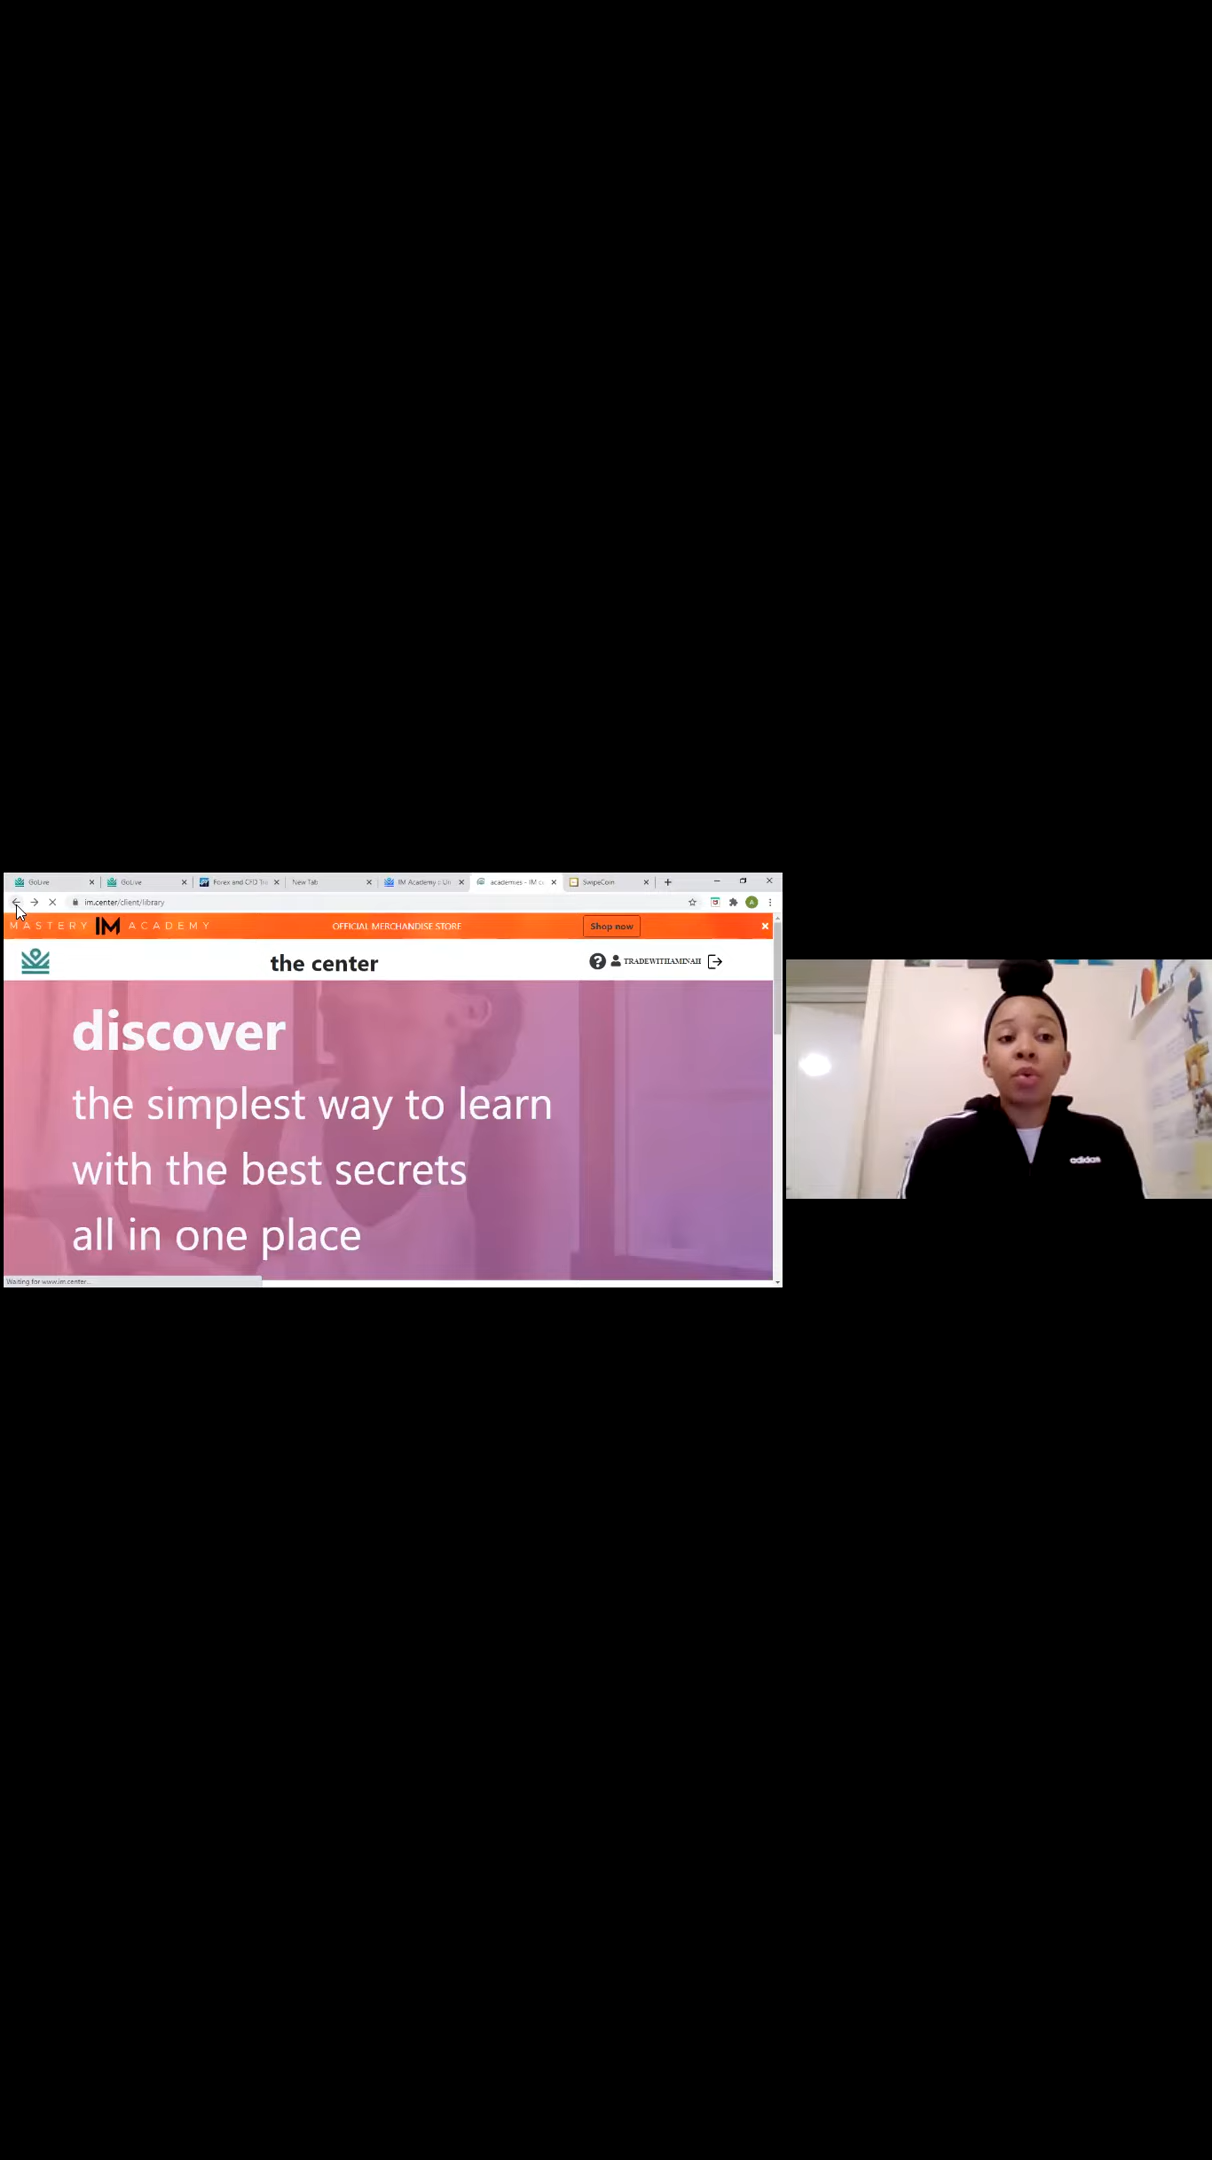 GoLive
GoLive
Forex and CFD Tra
New Tab
IM Academy :: Un
academies - IM c
SwipeCoin
im.center/client/library
MASTERY IM ACADEMY
OFFICIAL MERCHANDISE STORE
Shop now
the center
TRADEWITHAMINAH
discover
the simplest way to learn
with the best secrets
all in one place
Waiting for www.im.center...
adidas